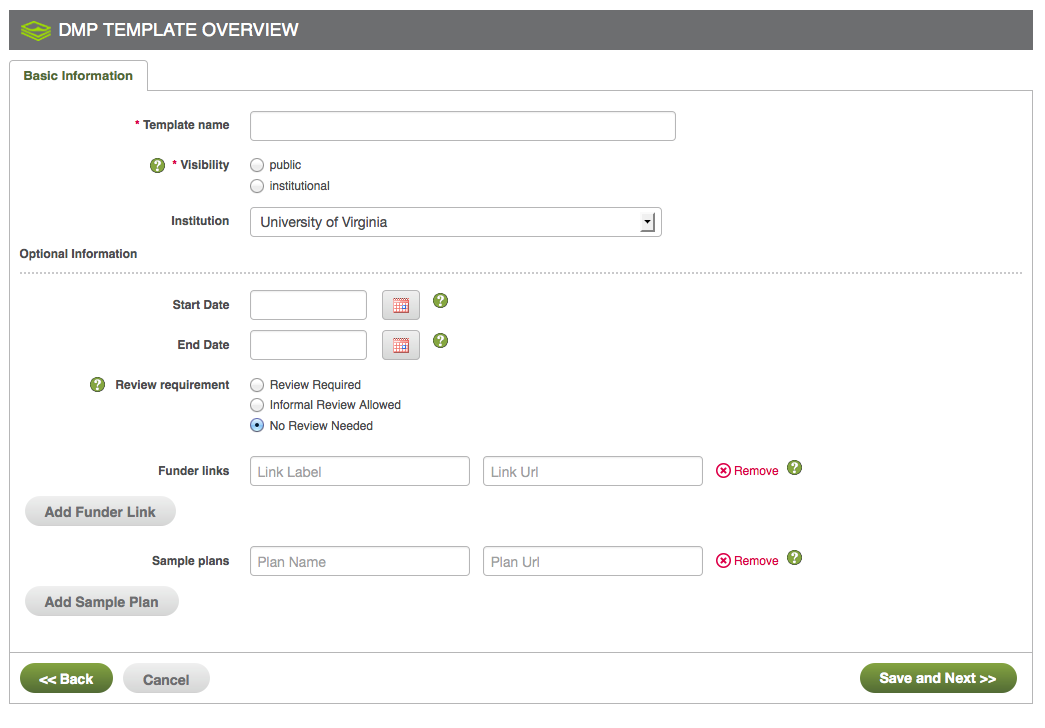 DMP TEMPLATE OVERVIEW
Basic Information
* Template name
? * Visibility public
institutional
Institution University of Virginia
Optional Information
Start Date ?
End Date ?
? Review requirement Review Required
Informal Review Allowed
No Review Needed
Funder links Link Label Link Url Remove ?
Add Funder Link
Sample plans Plan Name Plan Url Remove ?
Add Sample Plan
<< Back Cancel Save and Next >>